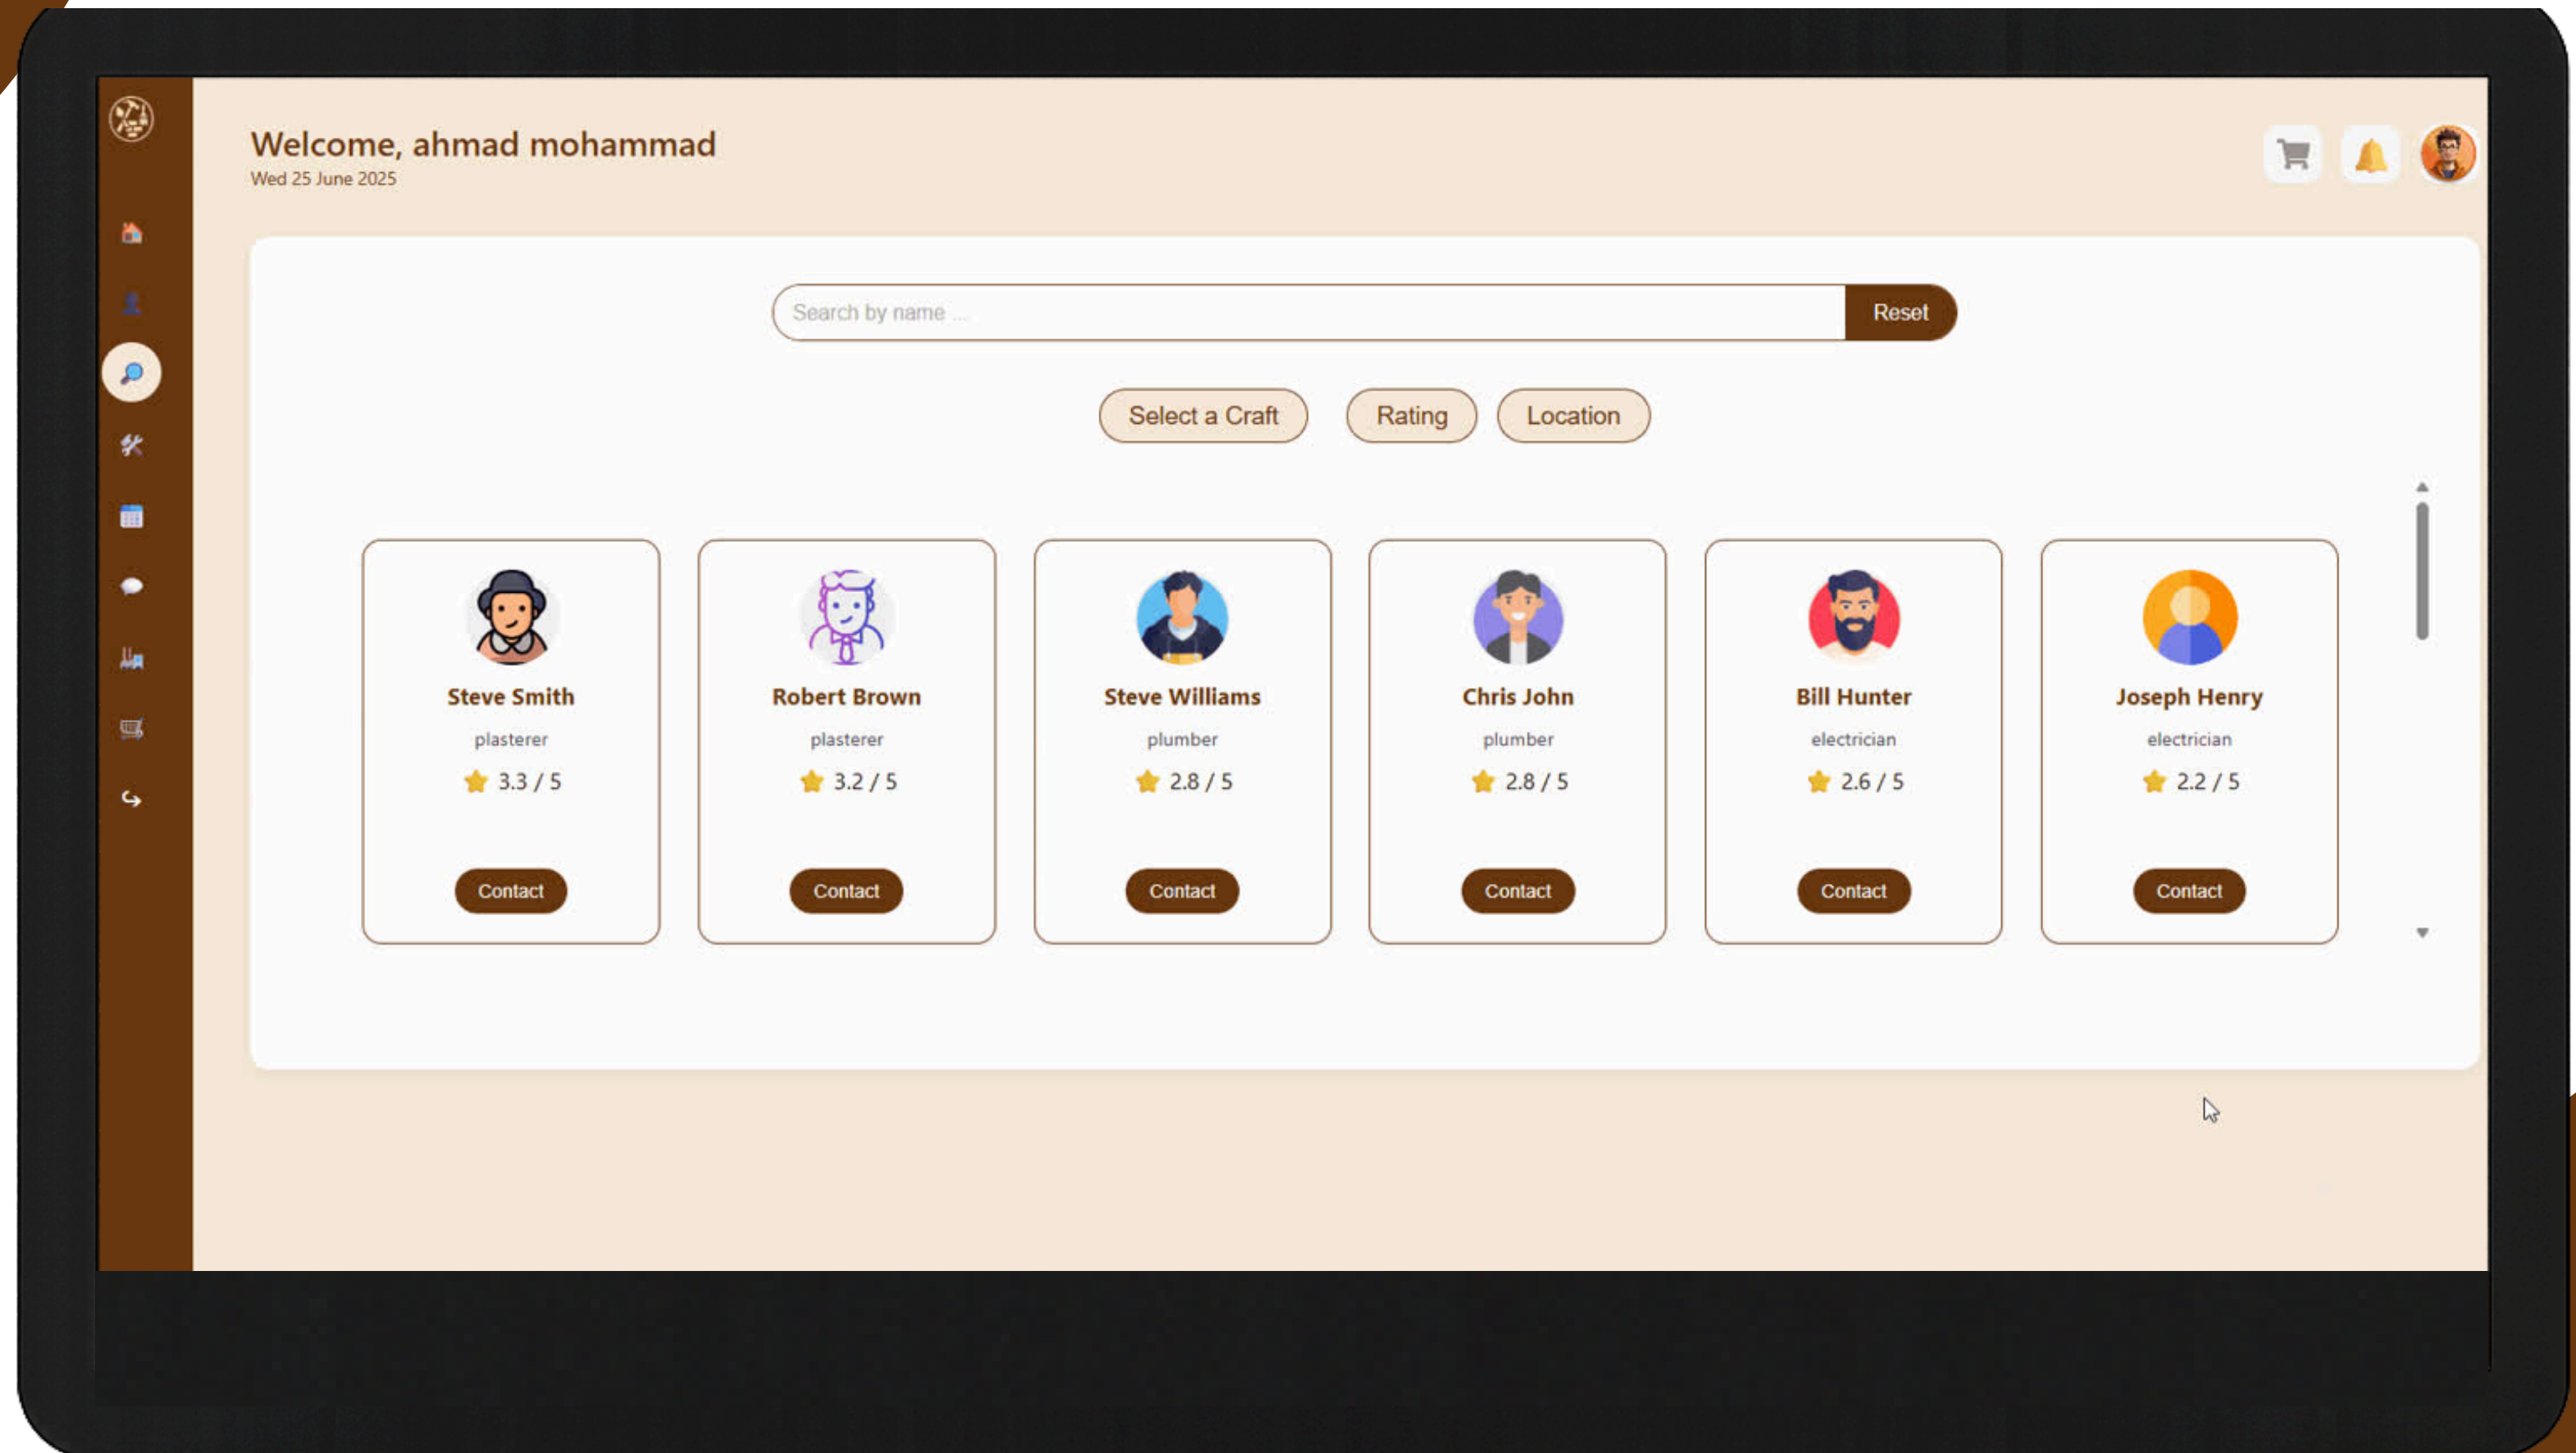 Welcome, ahmad mohammad
Wed 25 June 2025
Search by name ...
Reset
Select a Craft
Rating
Location
Steve Smith
plasterer
3.3 / 5
Contact
Robert Brown
plasterer
3.2 / 5
Contact
Steve Williams
plumber
2.8 / 5
Contact
Chris John
plumber
2.8 / 5
Contact
Bill Hunter
electrician
2.6 / 5
Contact
Joseph Henry
electrician
2.2 / 5
Contact